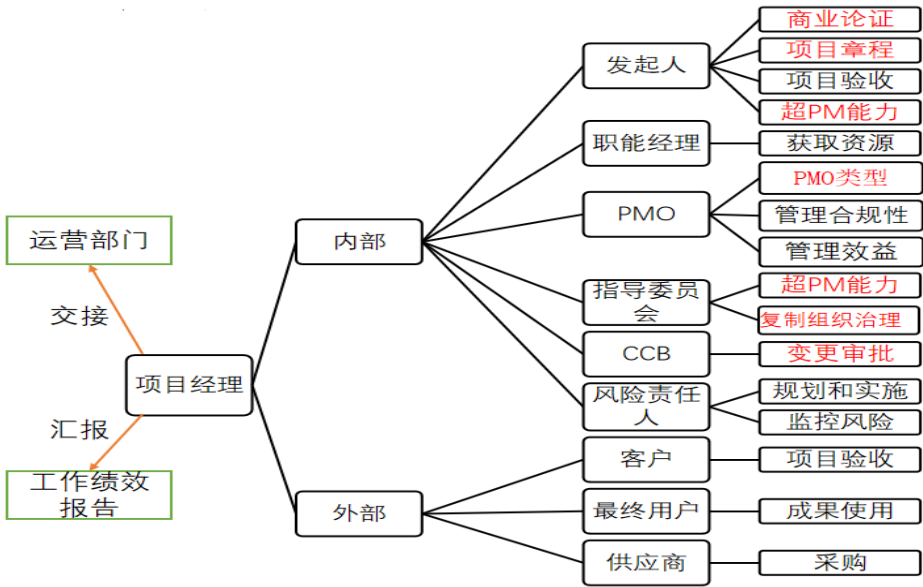 商业论证
项目章程
发起人
项目验收
超PM能力
职能经理
获取资源
PMO类型
PMO
管理合规性
管理效益
运营部门
内部
交接
指导委员
会
超PM能力
复制组织治理
CCB
变更审批
项目经理
风险责任
人
规划和实施
监控风险
汇报
客户
项目验收
工作绩效
报告
外部
最终用户
成果使用
供应商
采购